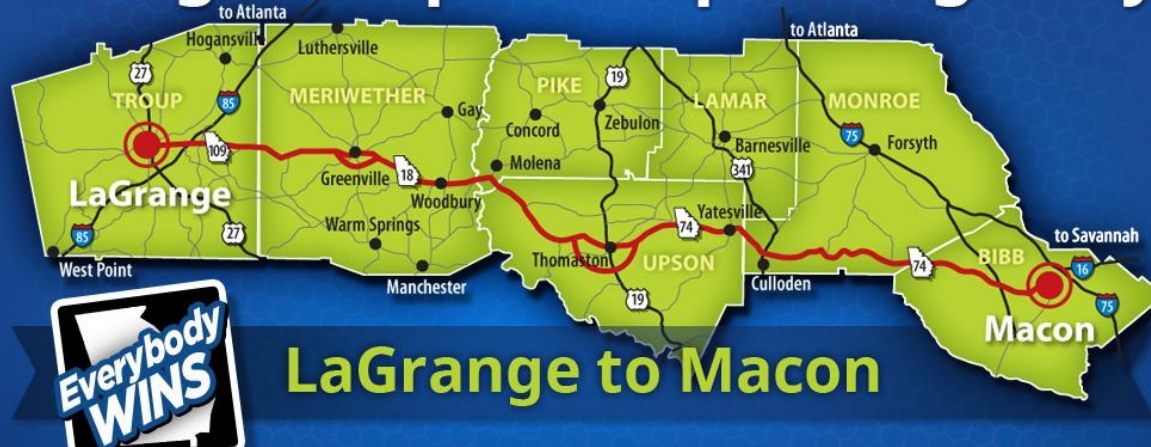 to Atlanta
Hogansville
Luthersville
to Atlanta
27
TROUP
85
MERIWETHER
Gay
PIKE
19
Concord
Zebulon
LAMAR
MONROE
75
Barnesville
Forsyth
109
341
Molena
Greenville
18
Woodbury
LaGrange
Warm Springs
Yatesville
74
85
27
West Point
Manchester
Thomaston
UPSON
19
Culloden
74
BIBB
to Savannah
16
75
Macon
Everybody
WINS
LaGrange to Macon